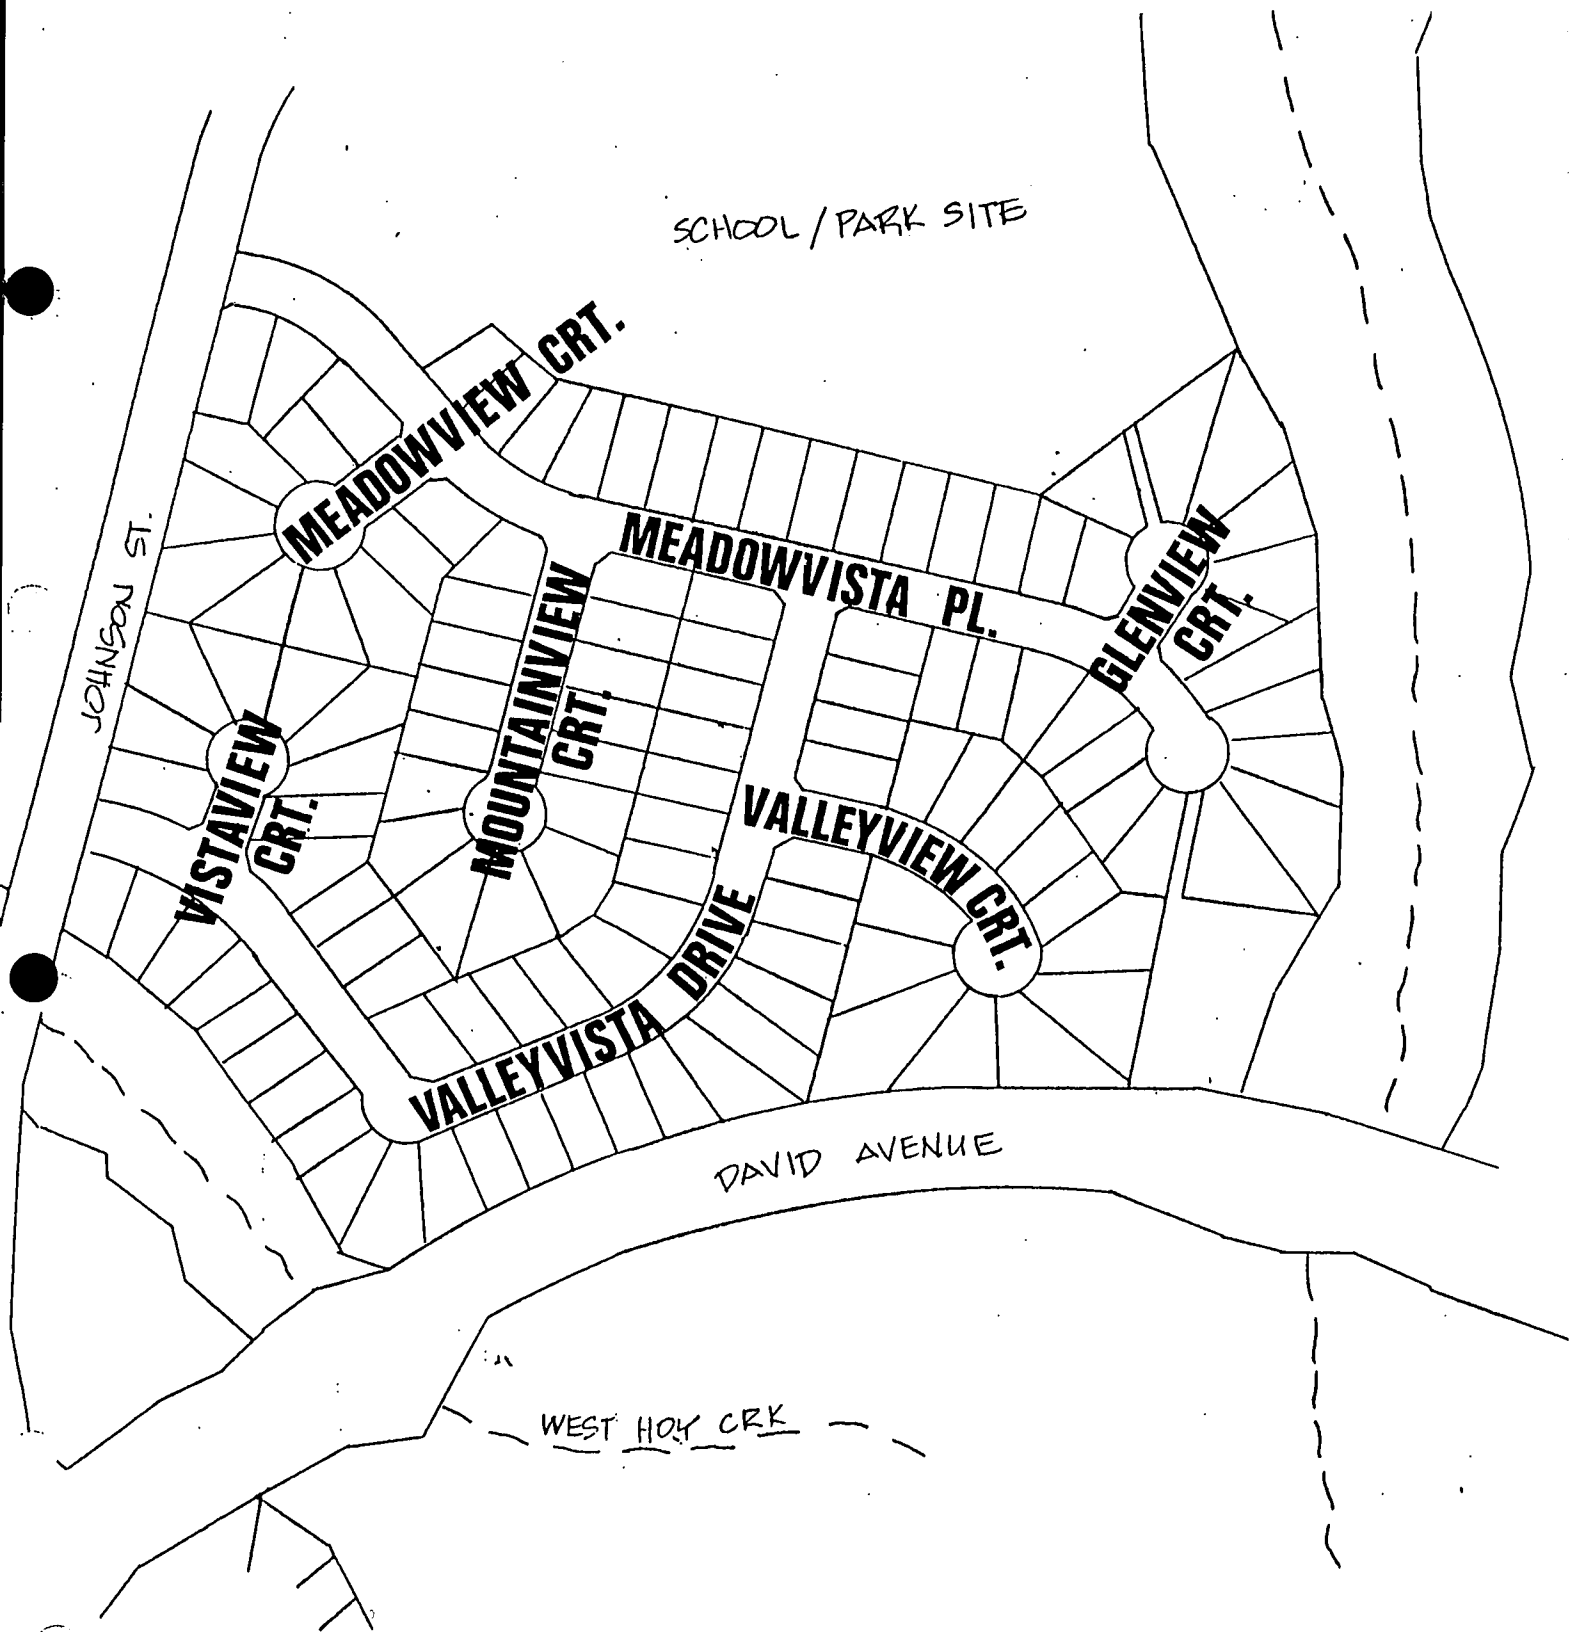 SCHOOL / PARK SITE
MEADOWVIEW CRT.
JOHNSON ST.
MEADOWVISTA PL.
GLENVIEW
CRT.
MOUNTAINVIEW
CRT.
VISTAVIEW
CRT.
VALLEYVIEW CRT.
VALLEYVISTA DRIVE
DAVID AVENUE
WEST HOY CRK